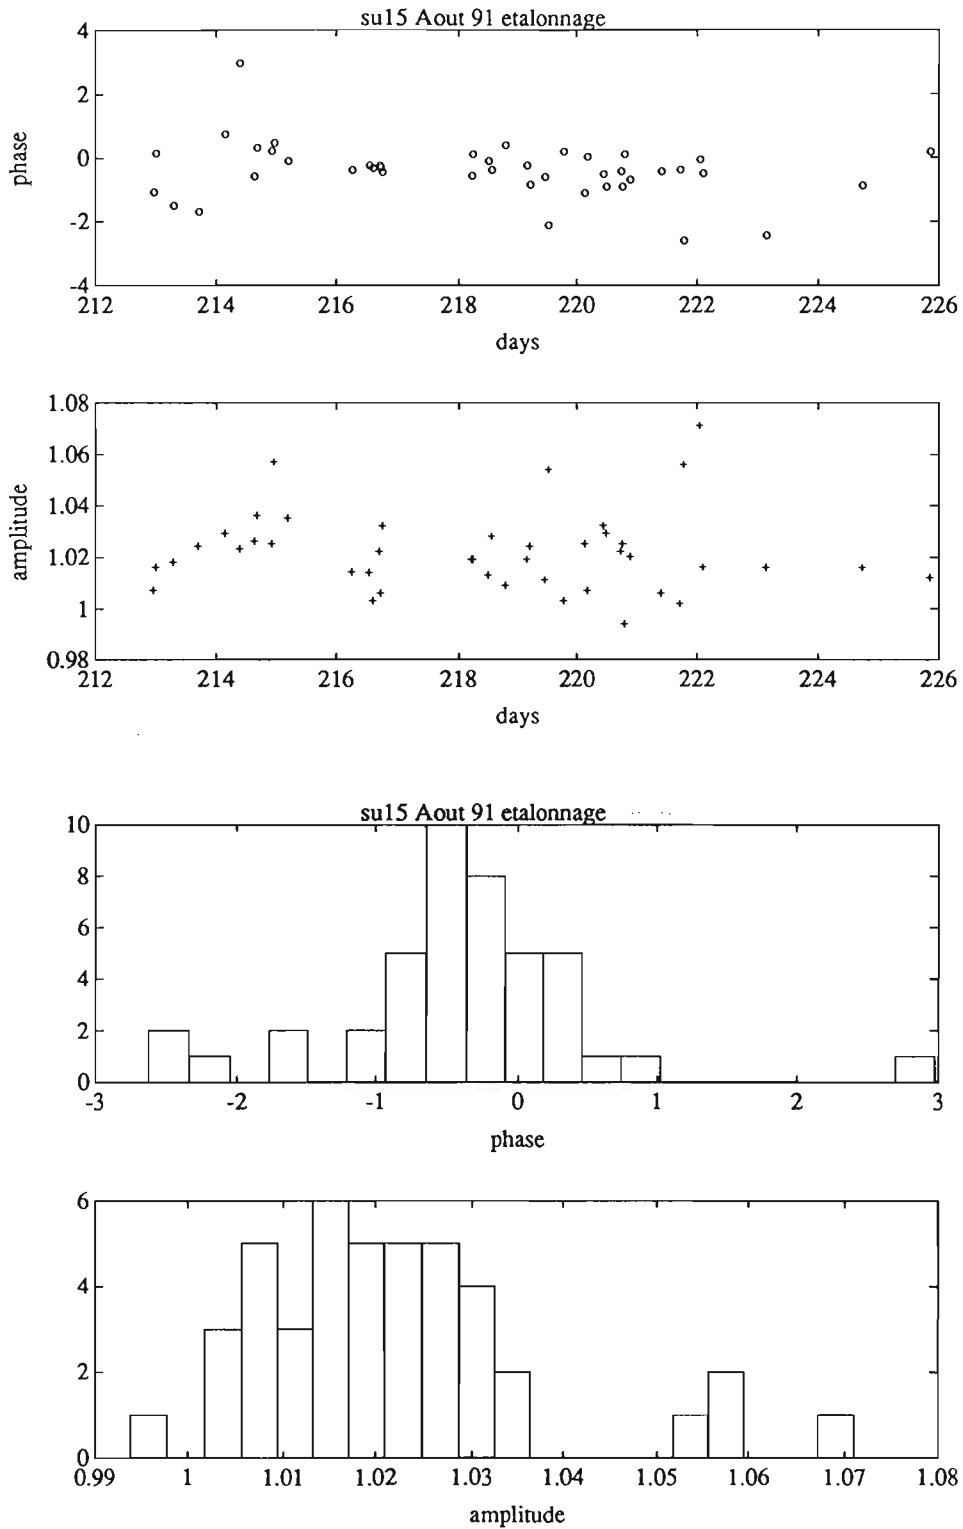 su15 Aout 91 etalonnage
4
2
0
-2
-4
phase
212 214 216 218 220 222 224 226
days
1.08
1.06
1.04
1.02
1
0.98
amplitude
212 214 216 218 220 222 224 226
days
su15 Aout 91 etalonnage
10
8
6
4
2
0
-3 -2 -1 0 1 2 3
phase
6
4
2
0
0.99 1 1.01 1.02 1.03 1.04 1.05 1.06 1.07 1.08
amplitude